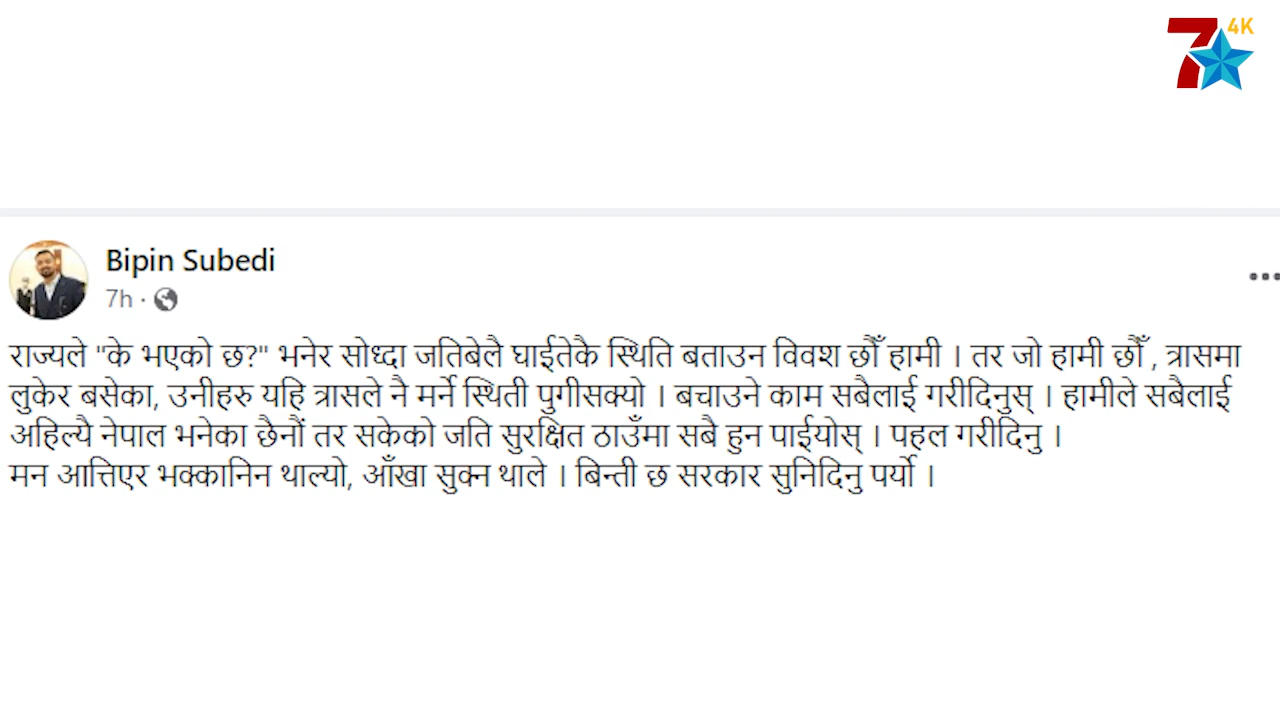 7 4K
Bipin Subedi
7h ·
राज्यले "के भएको छ?" भनेर सोध्दा जतिबेलै घाईतेकै स्थिति बताउन विवश छौँ हामी । तर जो हामी छौँ , त्रासमा
लुकेर बसेका, उनीहरु यहि त्रासले नै मर्ने स्थिती पुगीसक्यो । बचाउने काम सबैलाई गरीदिनुस् । हामीले सबैलाई
अहिल्यै नेपाल भनेका छैनौं तर सकेको जति सुरक्षित ठाउँमा सबै हुन पाईयोस् । पहल गरीदिनु ।
मन आत्तिएर भक्कानिन थाल्यो, आँखा सुक्न थाले । बिन्ती छ सरकार सुनिदिनु पर्यो ।